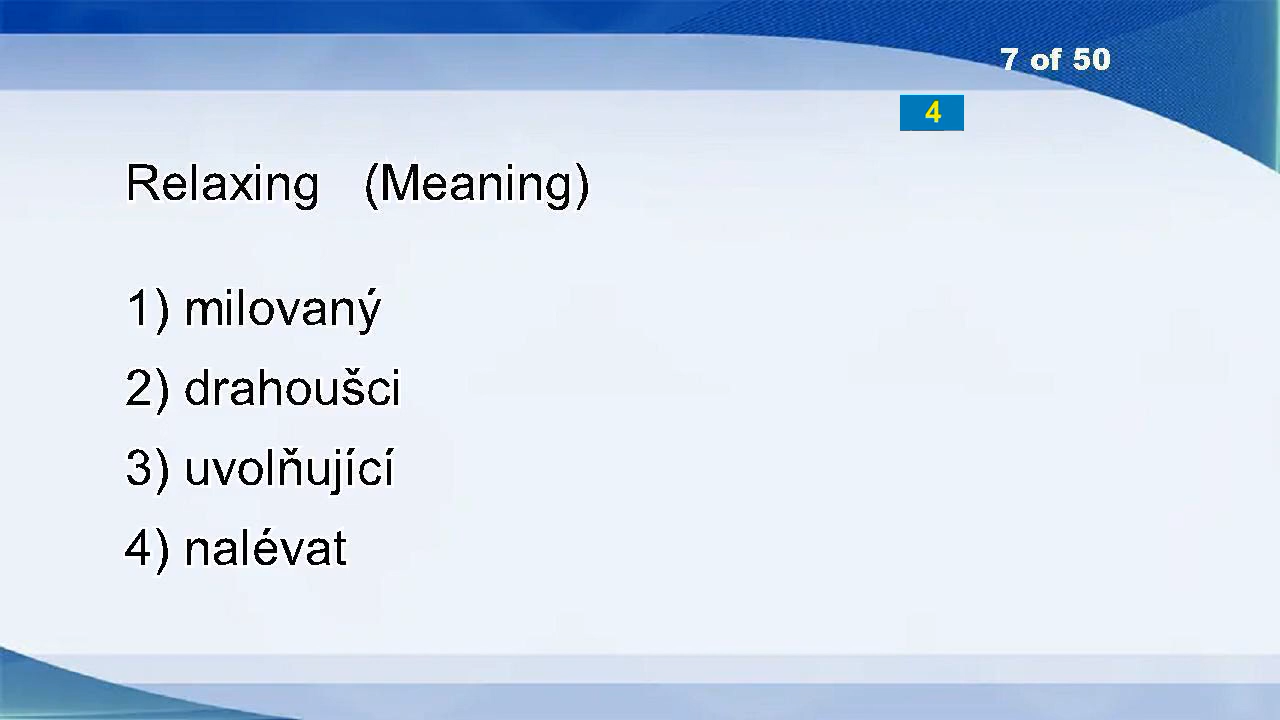 7 of 50
4
Relaxing (Meaning)
1) milovaný
2) drahoušci
3) uvolňující
4) nalévat